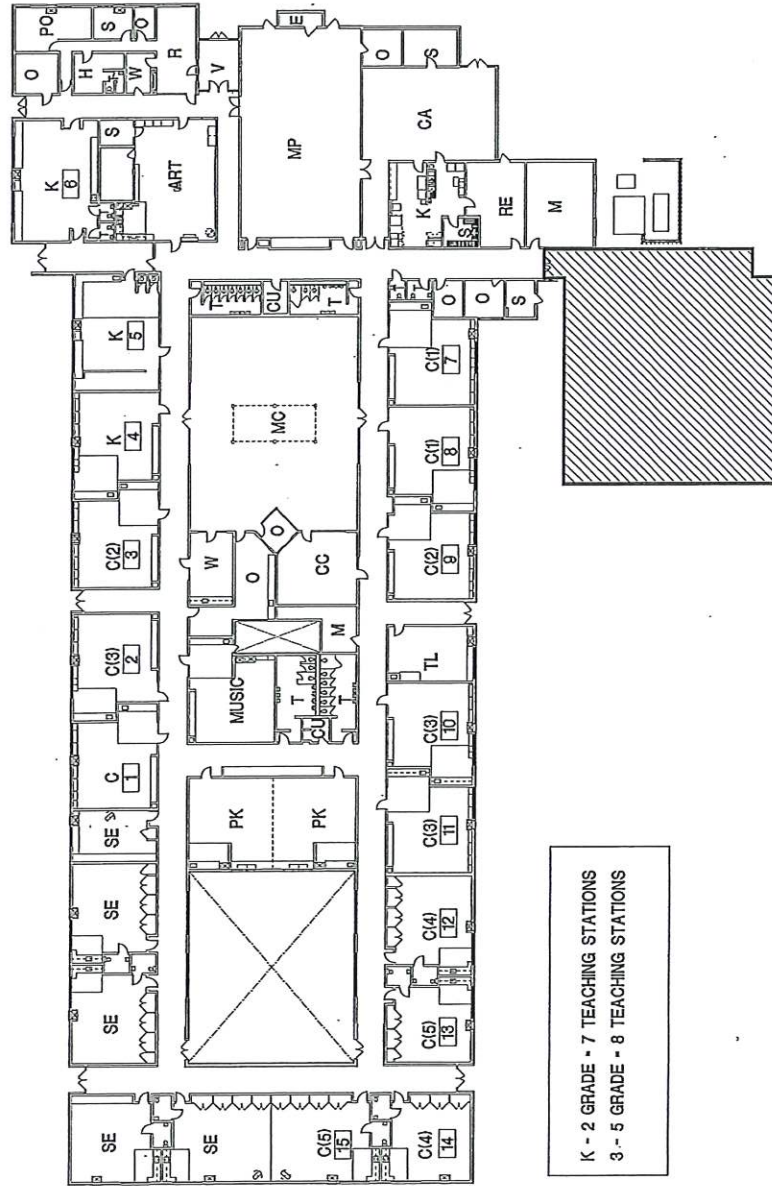 SE
SE
C(5)
15
C(4)
14
SE
SE
SE
C
1
C(3)
2
C(2)
3
K
4
K
5
K
6
T
T
S
ART
O
PO
H
S
O
W
R
V
PK
PK
MUSIC
T
CU
T
M
O
W
O
CC
MC
T
CU
T
MP
E
C(5)
13
C(4)
12
C(3)
11
C(3)
10
TL
C(2)
9
C(1)
8
C(1)
7
T
T
O
O
S
K
S
RE
M
CA
O
S
K - 2 GRADE - 7 TEACHING STATIONS
3 - 5 GRADE - 8 TEACHING STATIONS